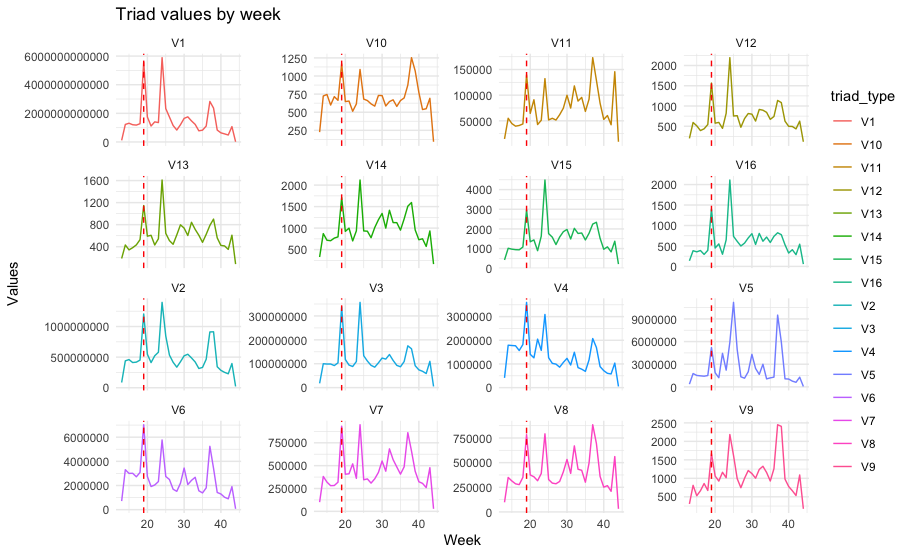 Triad values by week
V1
V10
V11
V12
6000000000000
4000000000000
2000000000000
0
1250
1000
750
500
250
150000
100000
50000
2000
1500
1000
500
V13
V14
V15
V16
1600
1200
800
400
2000
1500
1000
500
4000
3000
2000
1000
0
2000
1500
1000
500
0
V2
V3
V4
V5
1000000000
500000000
0
300000000
200000000
100000000
0
3000000
2000000
1000000
0
9000000
6000000
3000000
0
V6
V7
V8
V9
6000000
4000000
2000000
0
750000
500000
250000
0
750000
500000
250000
0
2500
2000
1500
1000
500
0
20 30 40
20 30 40
20 30 40
20 30 40
Week
Values
triad_type
V1
V10
V11
V12
V13
V14
V15
V16
V2
V3
V4
V5
V6
V7
V8
V9